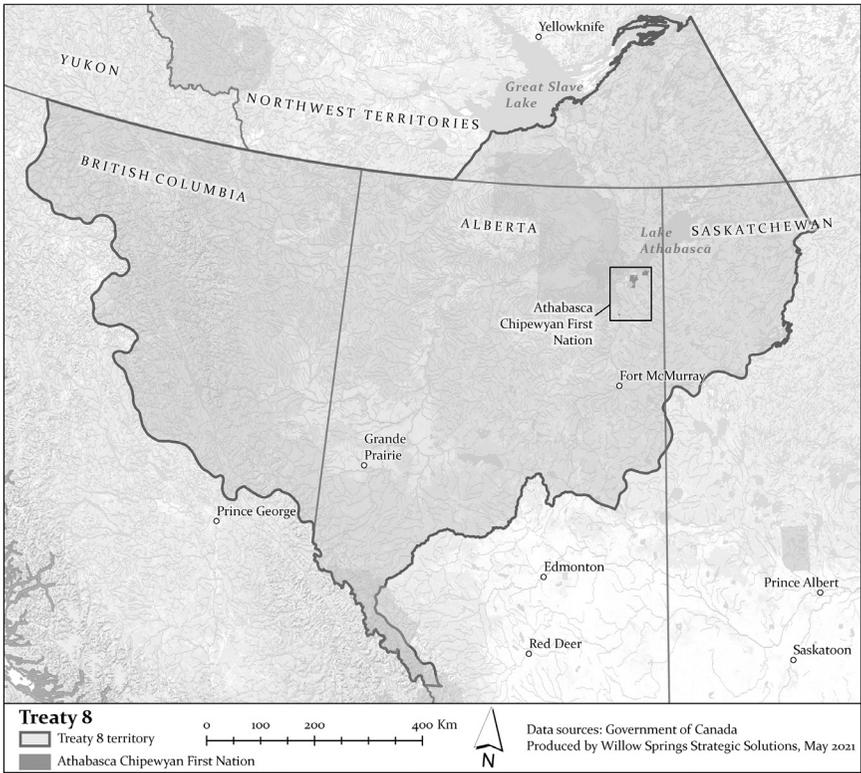 Yellowknife
YUKON
Great Slave
Lake
NORTHWEST TERRITORIES
BRITISH COLUMBIA
ALBERTA
Lake
Athabasca
SASKATCHEWAN
Athabasca
Chipewyan First
Nation
Fort McMurray
Grande
Prairie
Prince George
Edmonton
Prince Albert
Red Deer
Saskatoon
Treaty 8
Treaty 8 territory
Athabasca Chipewyan First Nation
0 100 200 400 Km
N
Data sources: Government of Canada
Produced by Willow Springs Strategic Solutions, May 2021